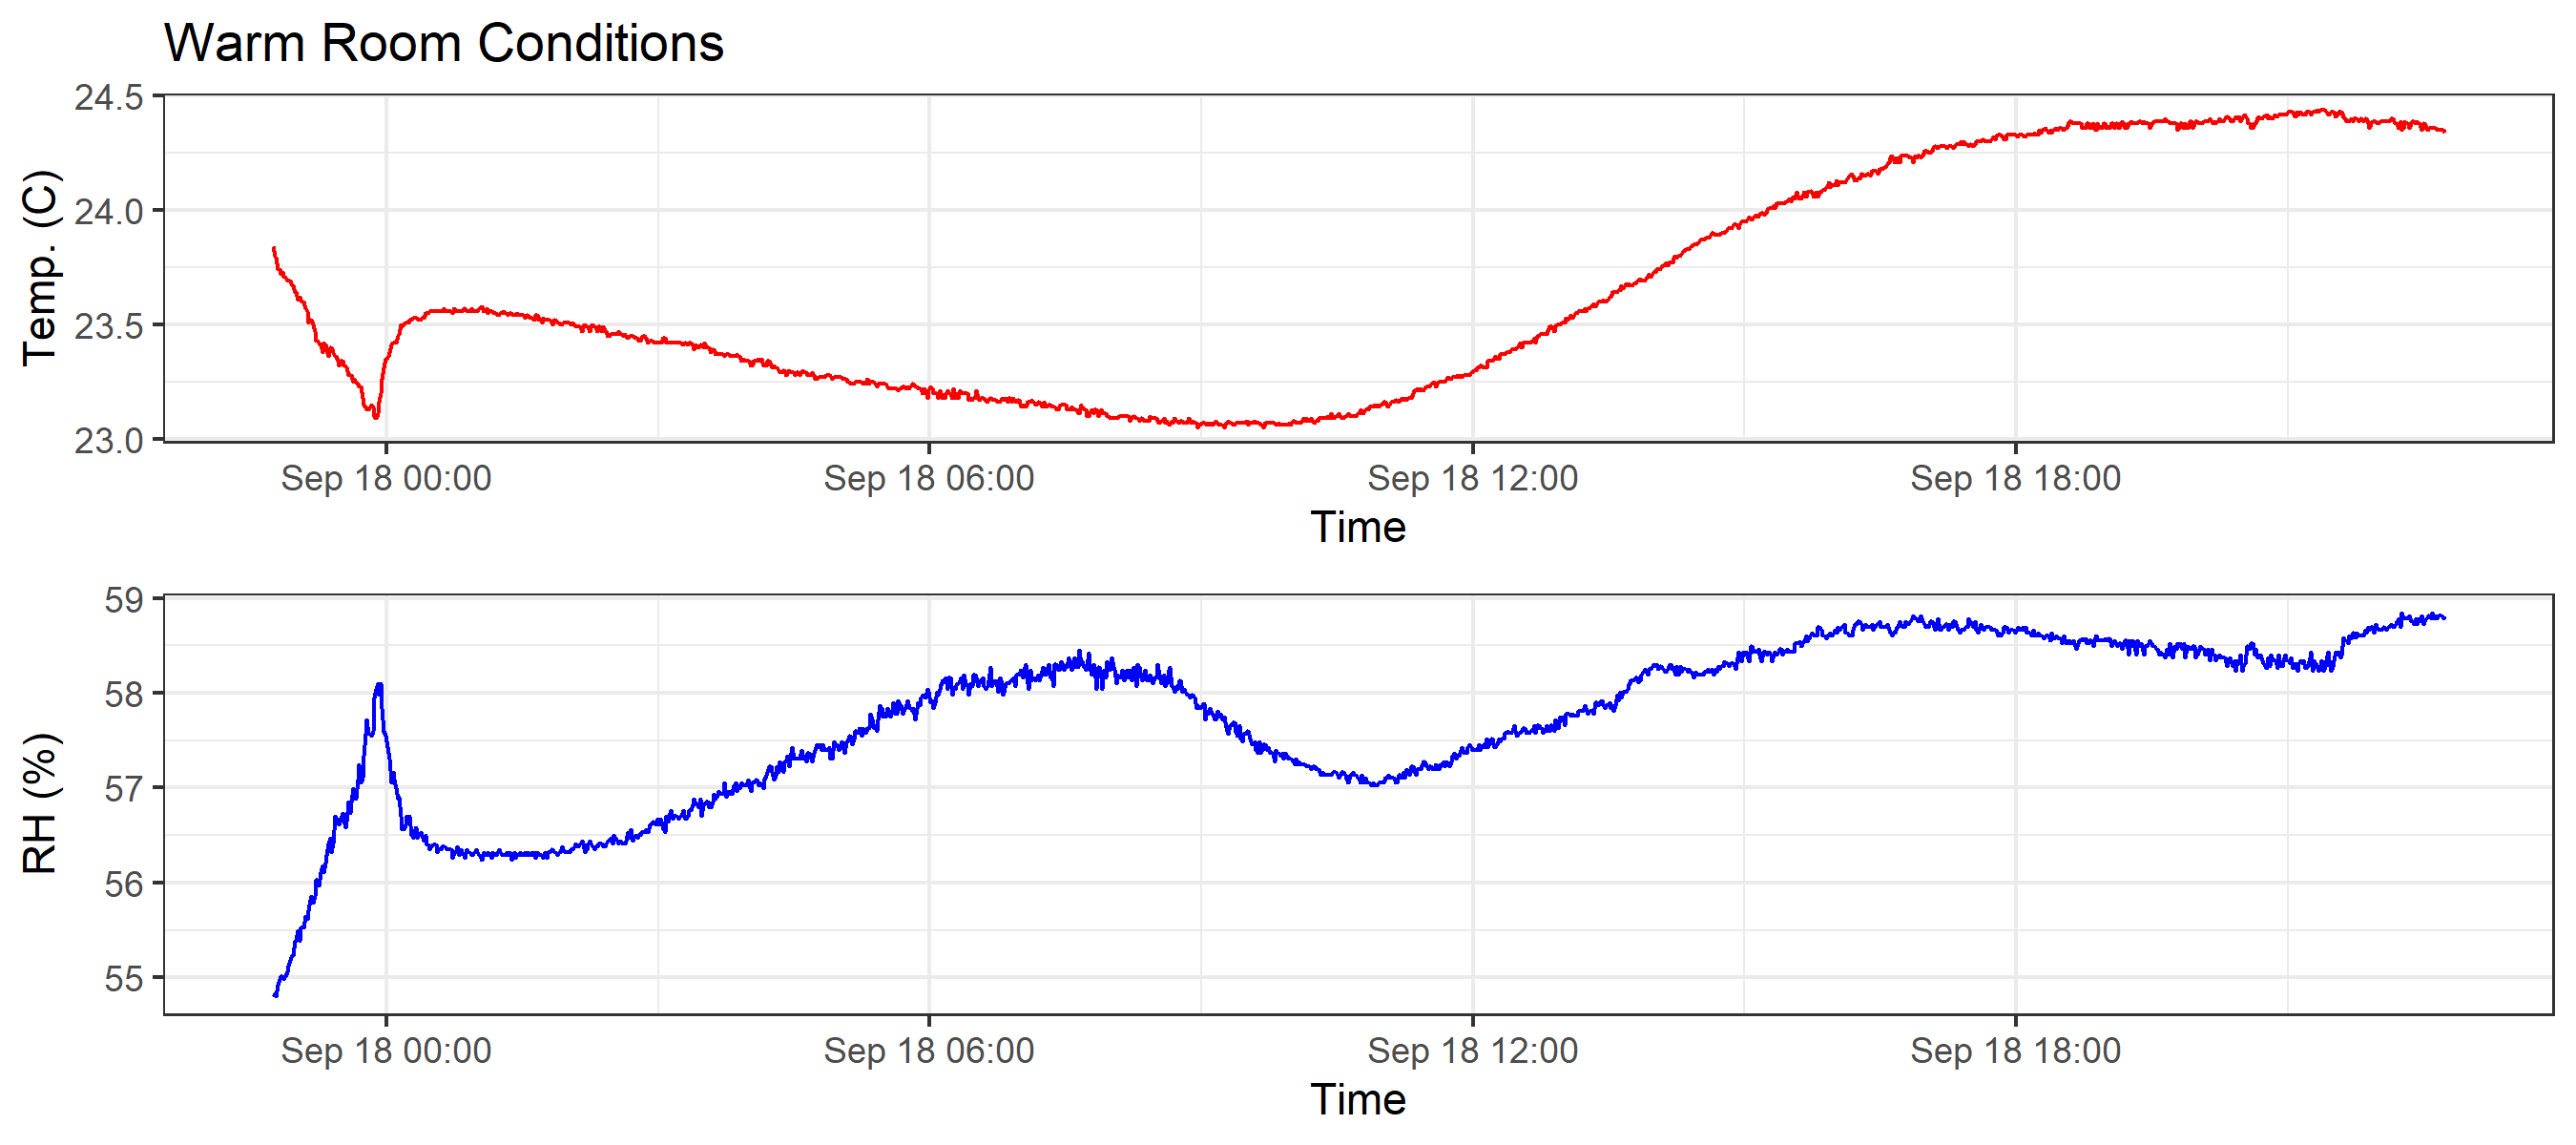 Warm Room Conditions
Temp. (C)
24.5
24.0
23.5
23.0
Sep 18 00:00 Sep 18 06:00 Sep 18 12:00 Sep 18 18:00
Time
RH (%)
59
58
57
56
55
Sep 18 00:00 Sep 18 06:00 Sep 18 12:00 Sep 18 18:00
Time